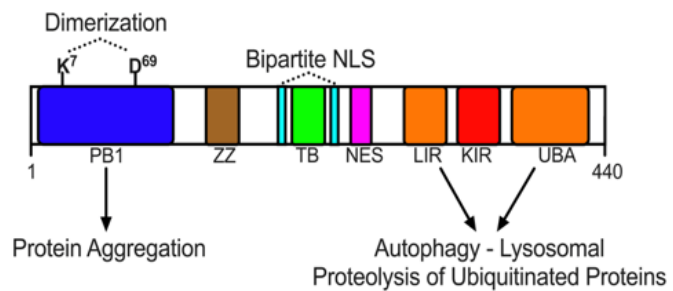 Dimerization
K7 D69
Bipartite NLS
PB1 ZZ TB NES LIR KIR UBA
1 440
Protein Aggregation
Autophagy - Lysosomal
Proteolysis of Ubiquitinated Proteins